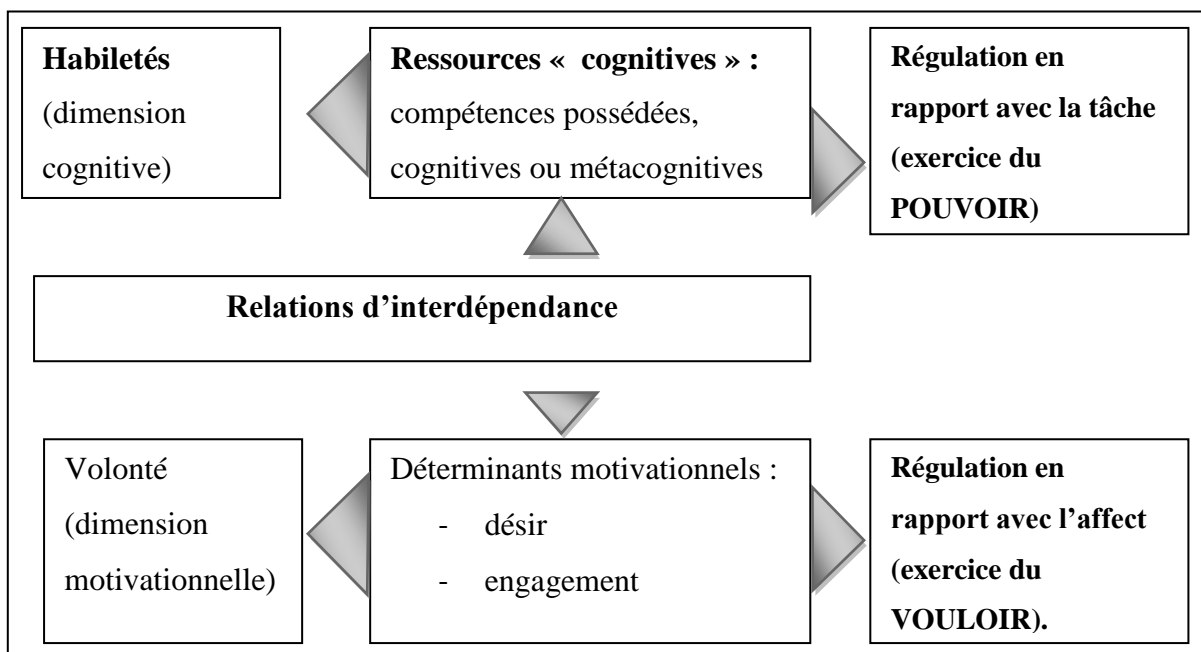 Habiletés
(dimension
cognitive)
Ressources «  cognitives » :
compétences possédées,
cognitives ou métacognitives
Régulation en
rapport avec la tâche
(exercice du
POUVOIR)
Relations d’interdépendance
Volonté
(dimension
motivationnelle)
Déterminants motivationnels :
- désir
- engagement
Régulation en
rapport avec l’affect
(exercice du
VOULOIR).